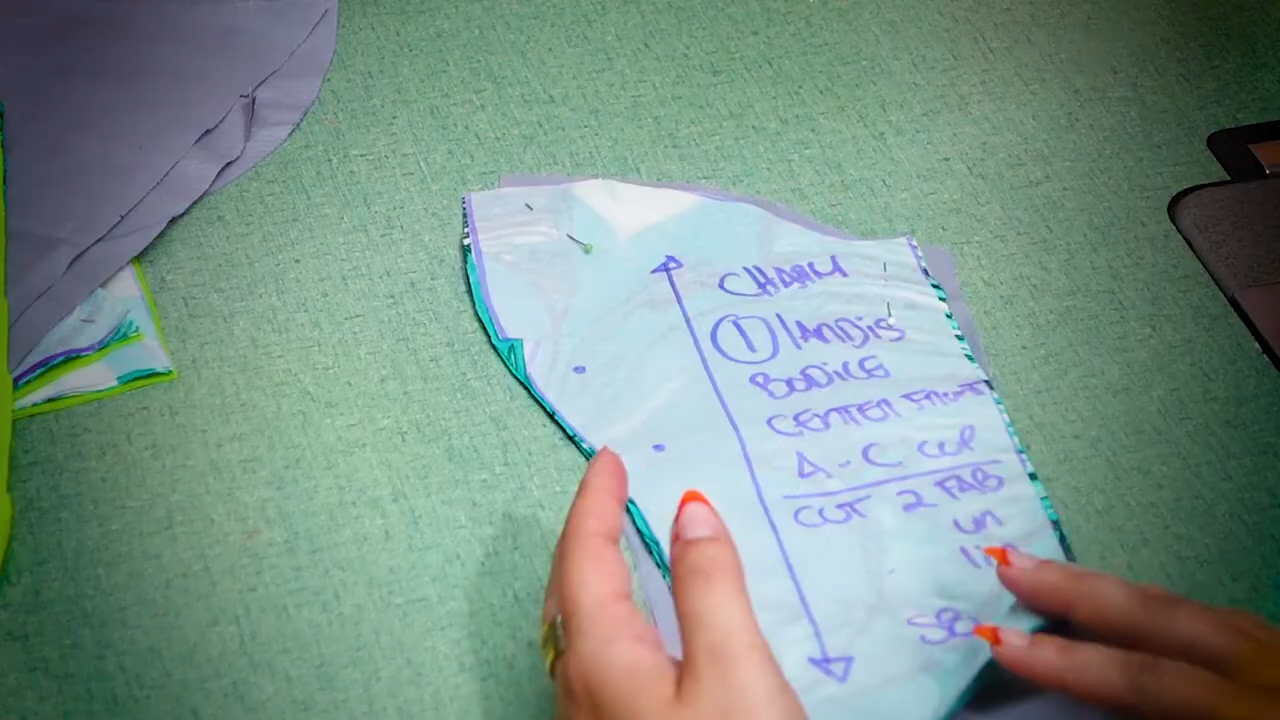 CHARM
① LANDIS
BODICE
CENTER FRONT
A-C CUP
CUT 2 FAB